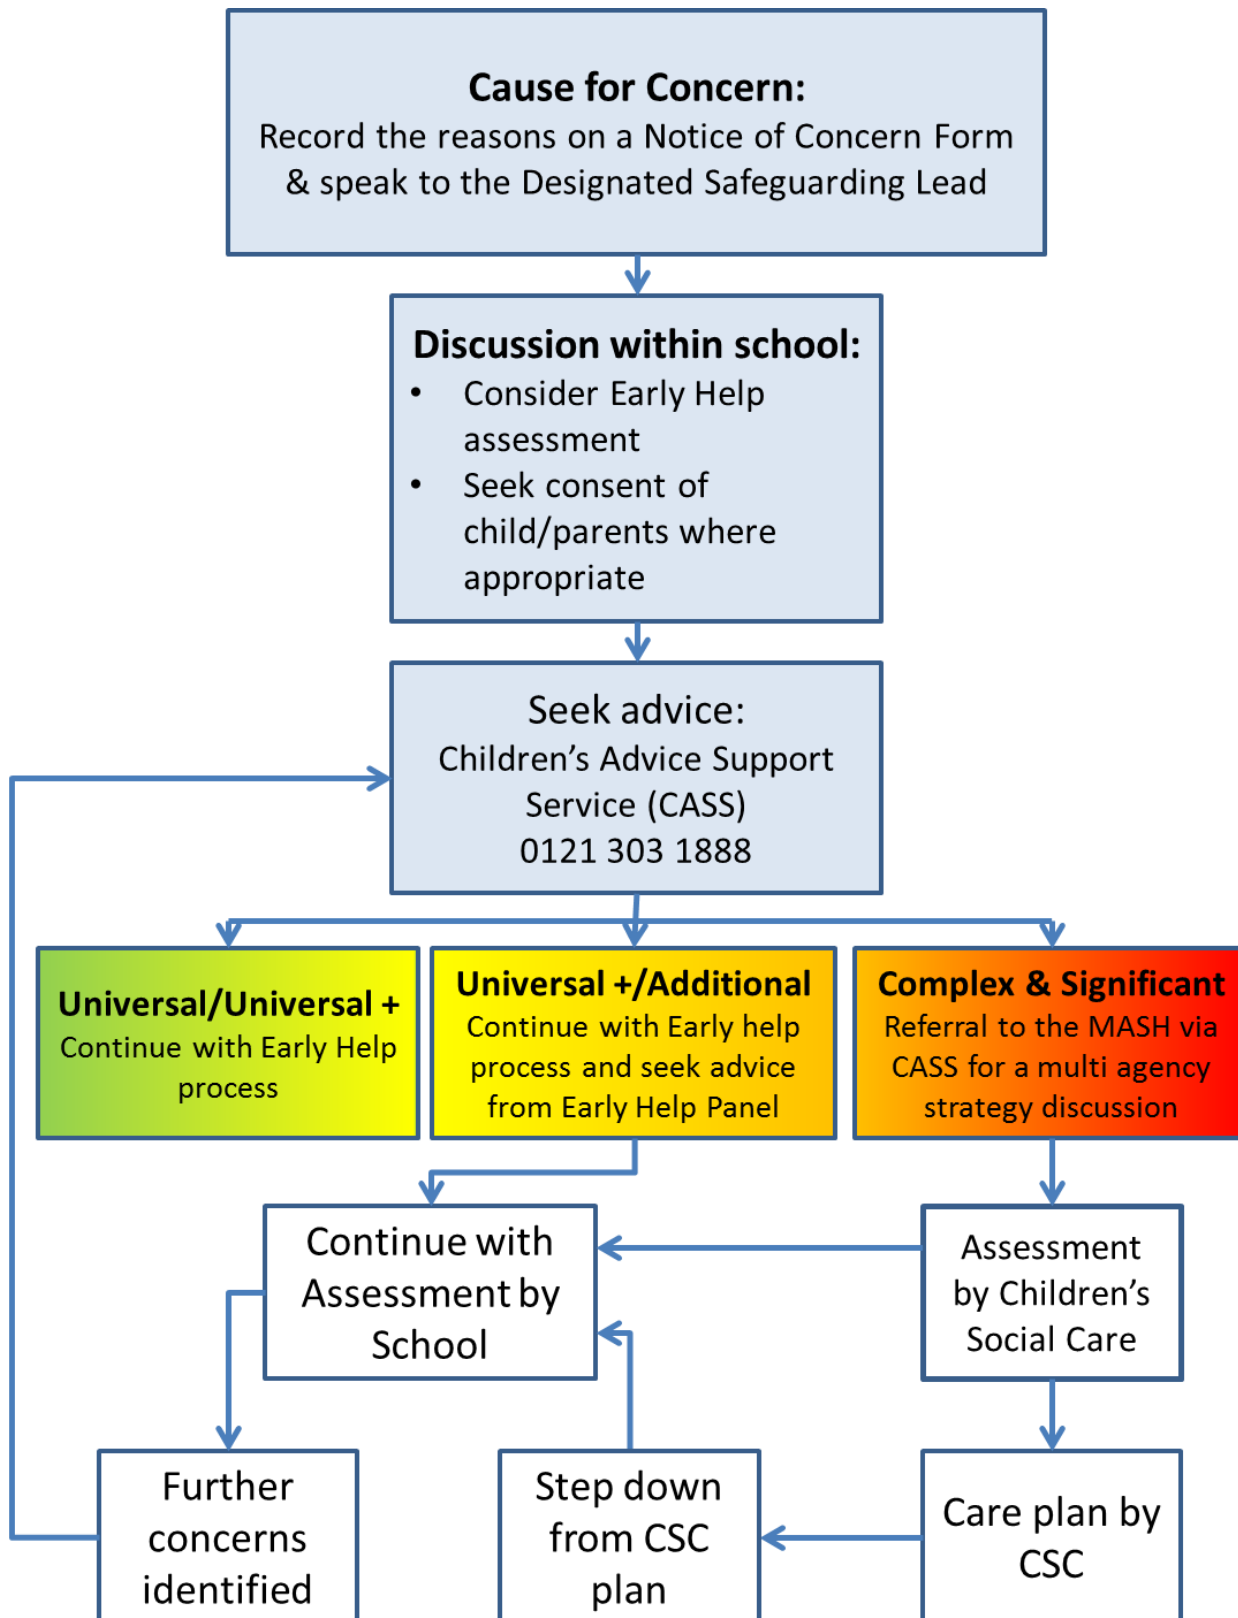 Cause for Concern:
Record the reasons on a Notice of Concern Form
& speak to the Designated Safeguarding Lead
Discussion within school:
• Consider Early Help
assessment
• Seek consent of
child/parents where
appropriate
Seek advice:
Children’s Advice Support
Service (CASS)
0121 303 1888
Universal/Universal +
Continue with Early Help
process
Universal +/Additional
Continue with Early help
process and seek advice
from Early Help Panel
Complex & Significant
Referral to the MASH via
CASS for a multi agency
strategy discussion
Continue with
Assessment by
School
Assessment
by Children’s
Social Care
Further
concerns
identified
Step down
from CSC
plan
Care plan by
CSC